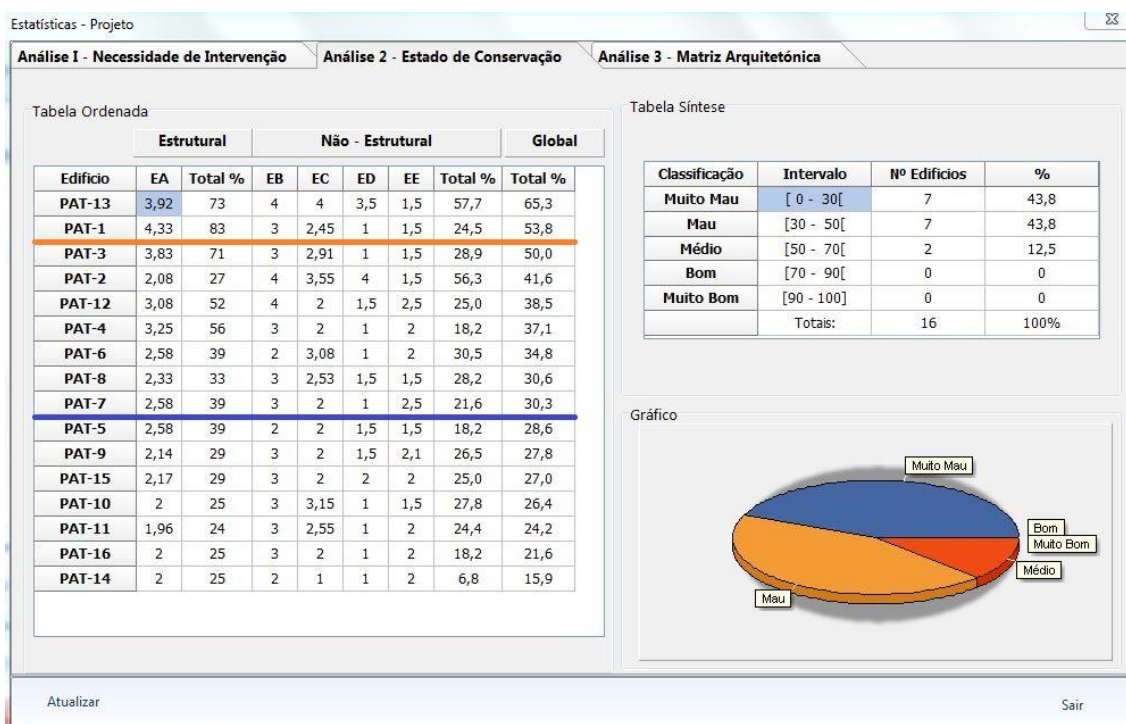 Estatísticas - Projeto
Análise I - Necessidade de Intervenção Análise 2 - Estado de Conservação Análise 3 - Matriz Arquitetónica
Tabela Ordenada
Estrutural Não - Estrutural Global
Edificio EA Total % EB EC ED EE Total % Total %
PAT-13 3,92 73 4 4 3,5 1,5 57,7 65,3
PAT-1 4,33 83 3 2,45 1 1,5 24,5 53,8
PAT-3 3,83 71 3 2,91 1 1,5 28,9 50,0
PAT-2 2,08 27 4 3,55 4 1,5 56,3 41,6
PAT-12 3,08 52 4 2 1,5 2,5 25,0 38,5
PAT-4 3,25 56 3 2 1 2 18,2 37,1
PAT-6 2,58 39 2 3,08 1 2 30,5 34,8
PAT-8 2,33 33 3 2,53 1,5 1,5 28,2 30,6
PAT-7 2,58 39 3 2 1 2,5 21,6 30,3
PAT-5 2,58 39 2 2 1,5 1,5 18,2 28,6
PAT-9 2,14 29 3 2 1,5 2,1 26,5 27,8
PAT-15 2,17 29 3 2 2 2 25,0 27,0
PAT-10 2 25 3 3,15 1 1,5 27,8 26,4
PAT-11 1,96 24 3 2,55 1 2 24,4 24,2
PAT-16 2 25 3 2 1 2 18,2 21,6
PAT-14 2 25 2 1 1 2 6,8 15,9
Tabela Síntese
Classificação Intervalo Nº Edificios %
Muito Mau [ 0 - 30[ 7 43,8
Mau [30 - 50[ 7 43,8
Médio [50 - 70[ 2 12,5
Bom [70 - 90[ 0 0
Muito Bom [90 - 100] 0 0
Totais: 16 100%
Gráfico
Muito Mau
Bom
Muito Bom
Médio
Mau
Atualizar Sair